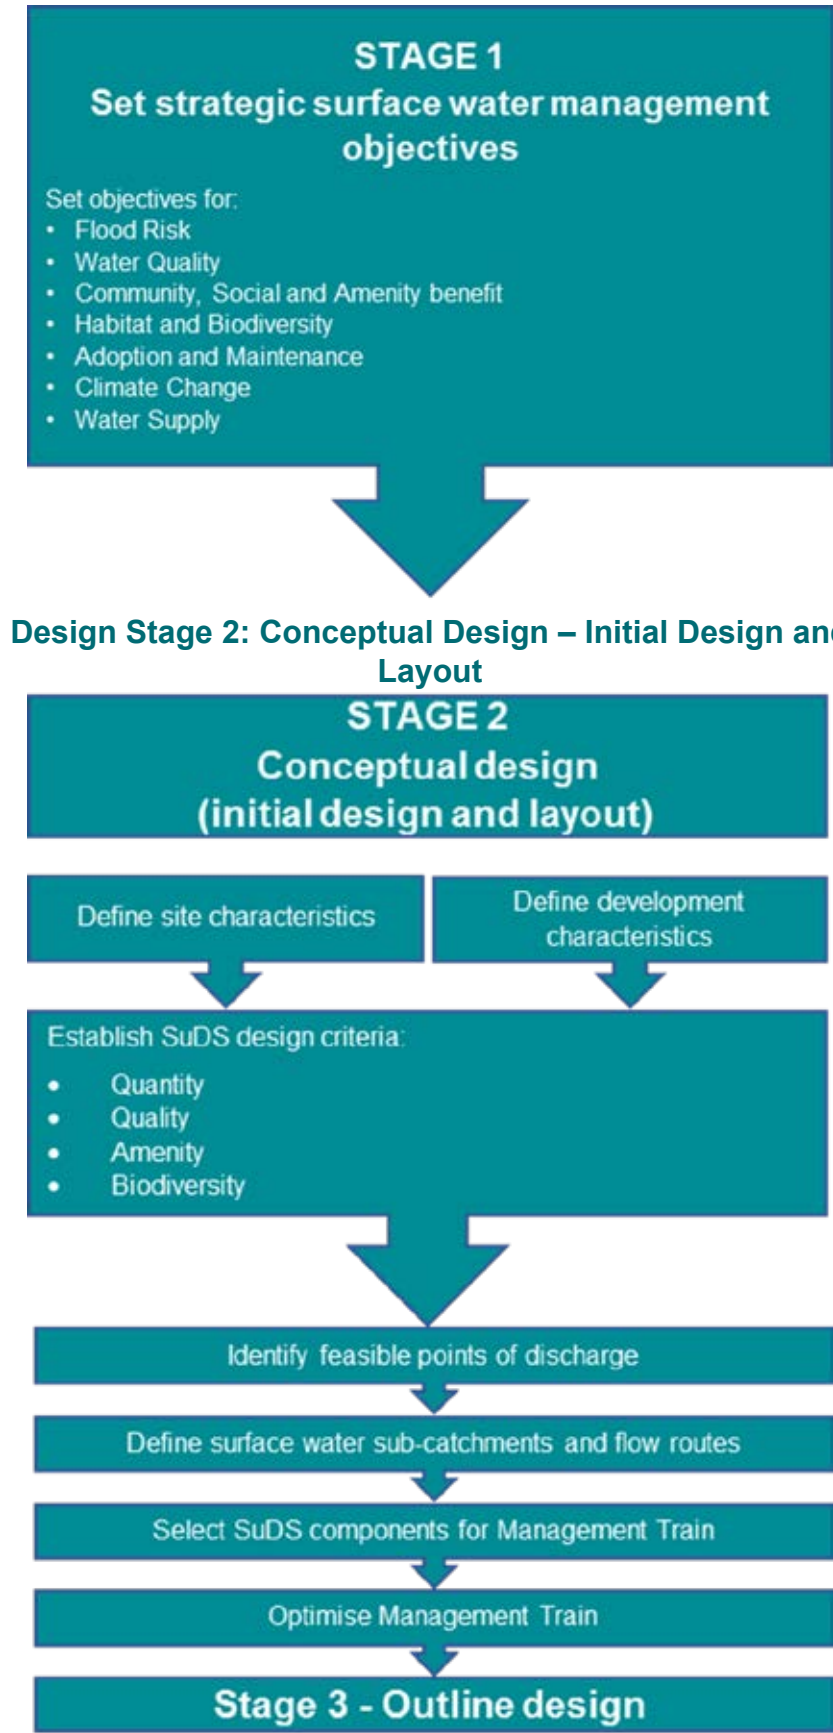 STAGE 1
Set strategic surface water management
objectives
Set objectives for:
• Flood Risk
• Water Quality
• Community, Social and Amenity benefit
• Habitat and Biodiversity
• Adoption and Maintenance
• Climate Change
• Water Supply
Design Stage 2: Conceptual Design – Initial Design an
Layout
STAGE 2
Conceptual design
(initial design and layout)
Define site characteristics
Define development
characteristics
Establish SuDS design criteria:
• Quantity
• Quality
• Amenity
• Biodiversity
Identify feasible points of discharge
Define surface water sub-catchments and flow routes
Select SuDS components for Management Train
Optimise Management Train
Stage 3 - Outline design